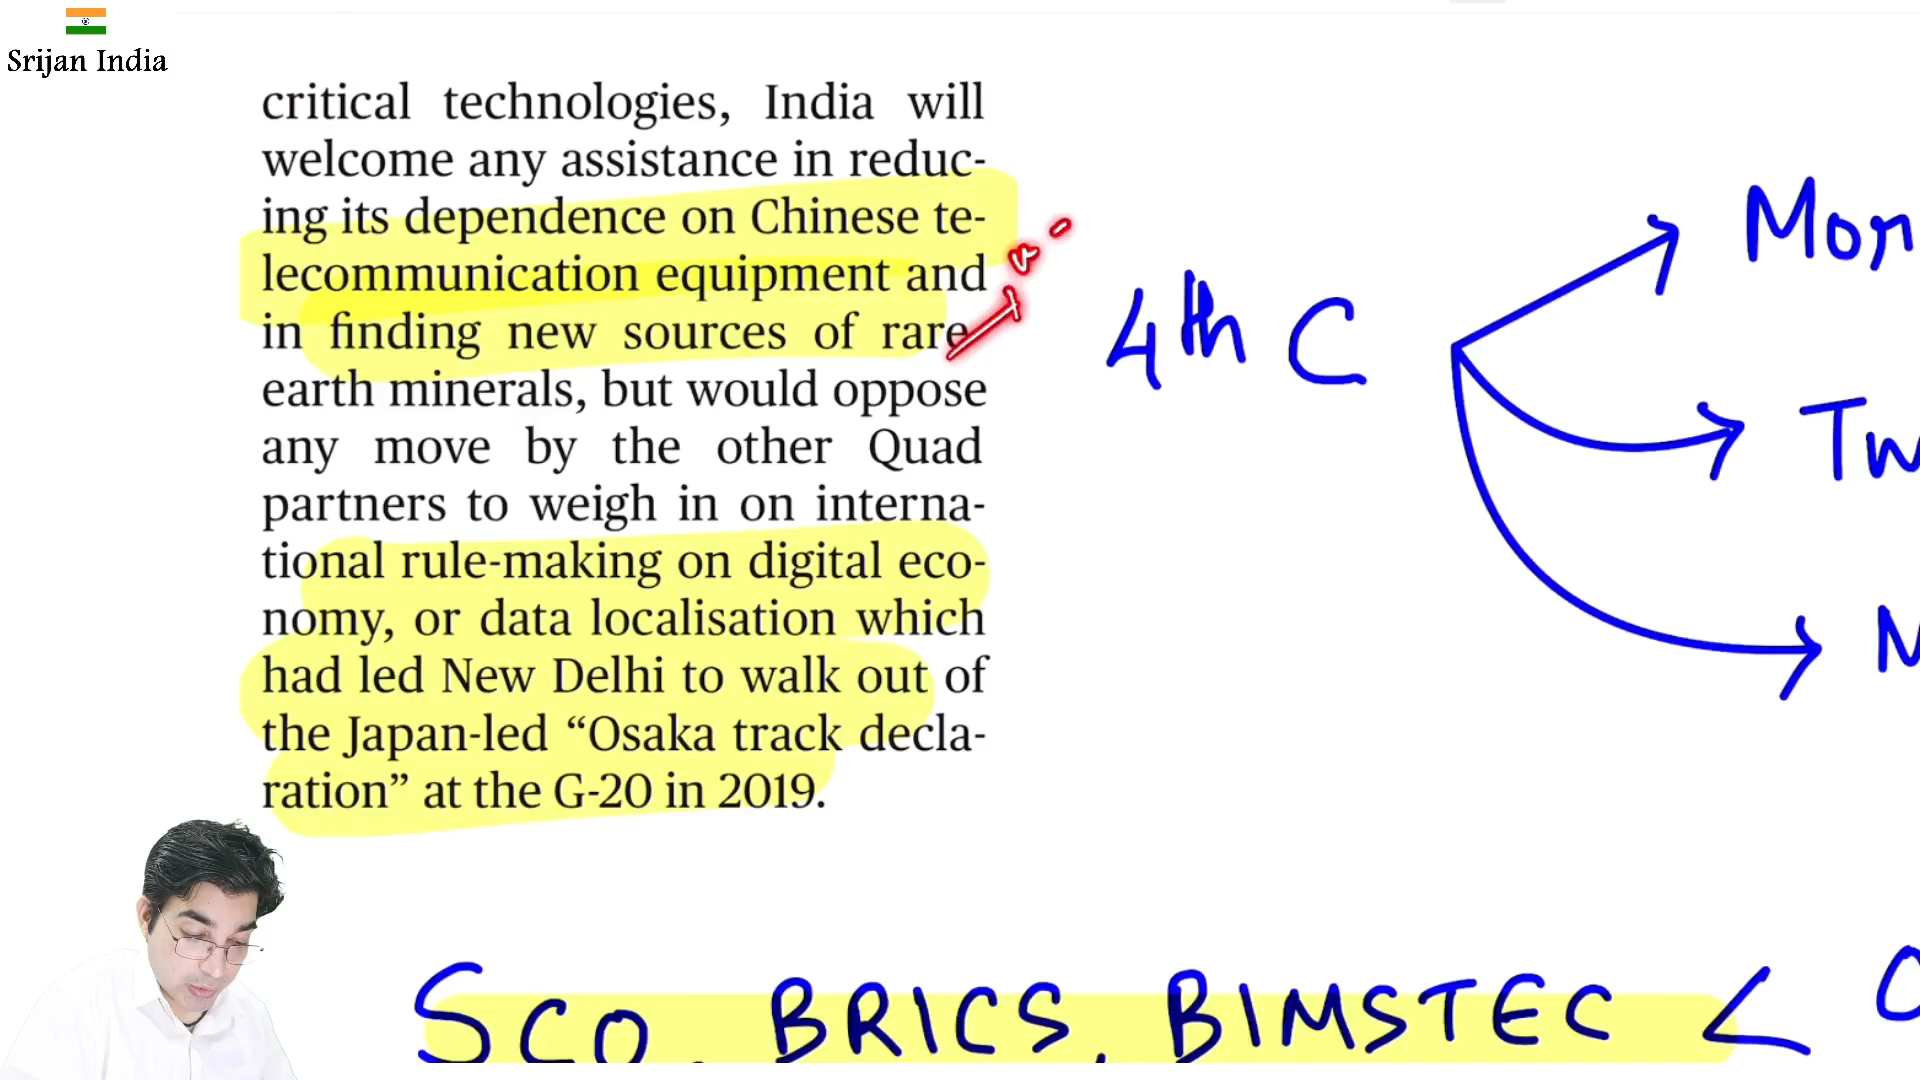 Srijan India
critical technologies, India will
welcome any assistance in reduc-
ing its dependence on Chinese te-
lecommunication equipment and
in finding new sources of rare
earth minerals, but would oppose
any move by the other Quad
partners to weigh in on interna-
tional rule-making on digital eco-
nomy, or data localisation which
had led New Delhi to walk out of
the Japan-led “Osaka track decla-
ration” at the G-20 in 2019.
4th C
SCO, BRICS, BIMSTEC <